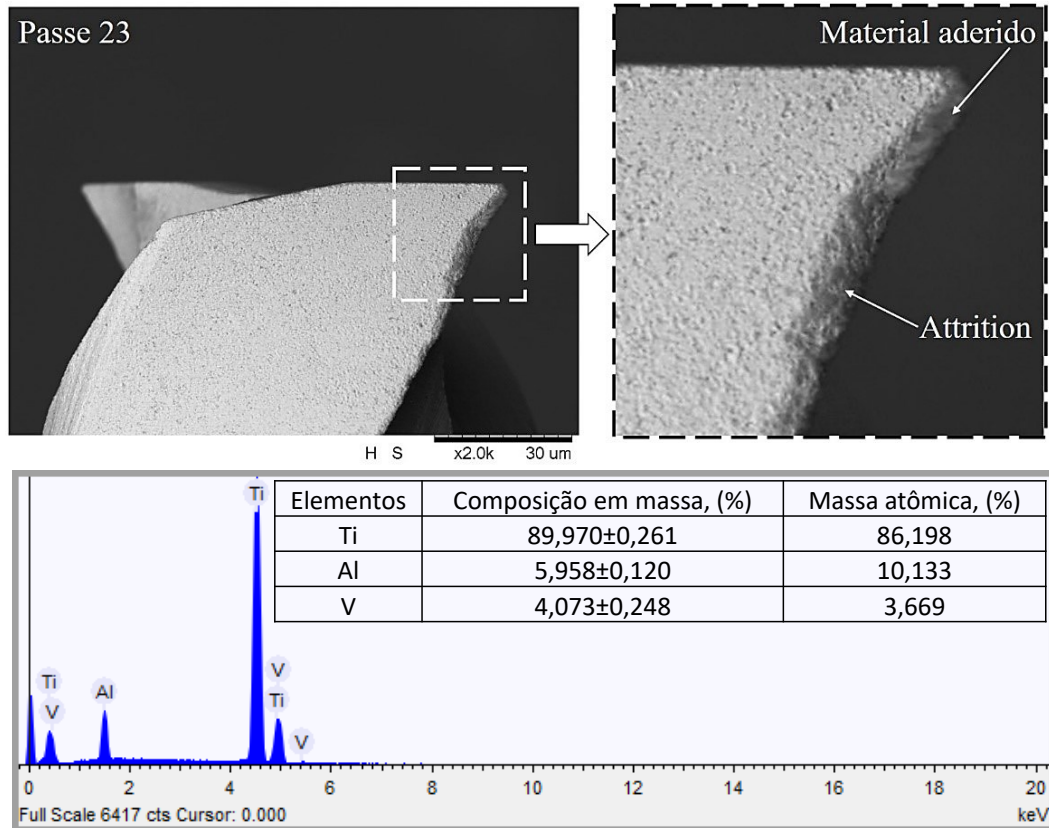 Passe 23
Material aderido
Attrition
H S x2.0k 30 um
Elementos Composição em massa, (%) Massa atômica, (%)
Ti 89,970±0,261 86,198
Al 5,958±0,120 10,133
V 4,073±0,248 3,669
Ti
V
Al
Ti
V
Ti
V
0 2 4 6 8 10 12 14 16 18 20
Full Scale 6417 cts Cursor: 0.000 keV